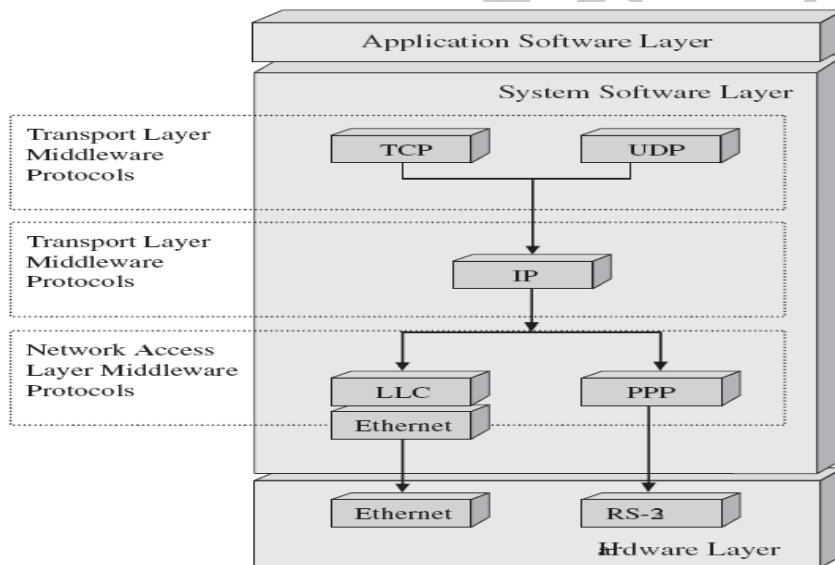 Application Software Layer
System Software Layer
Transport Layer
Middleware
Protocols
TCP
UDP
Transport Layer
Middleware
Protocols
IP
Network Access
Layer Middleware
Protocols
LLC
PPP
Ethernet
Ethernet
RS-
Layer